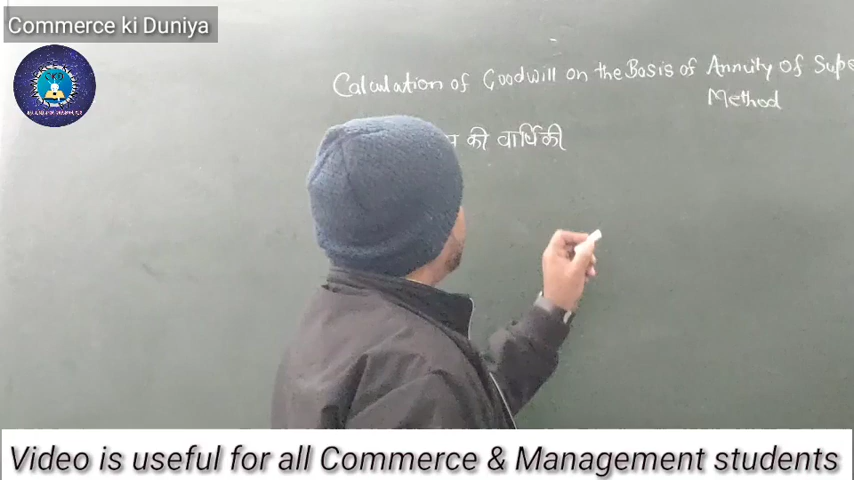 Commerce ki Duniya
CKD
Calculation of Goodwill on the Basis of Annuity of Supe
Method
की वार्षिकी
Video is useful for all Commerce & Management students